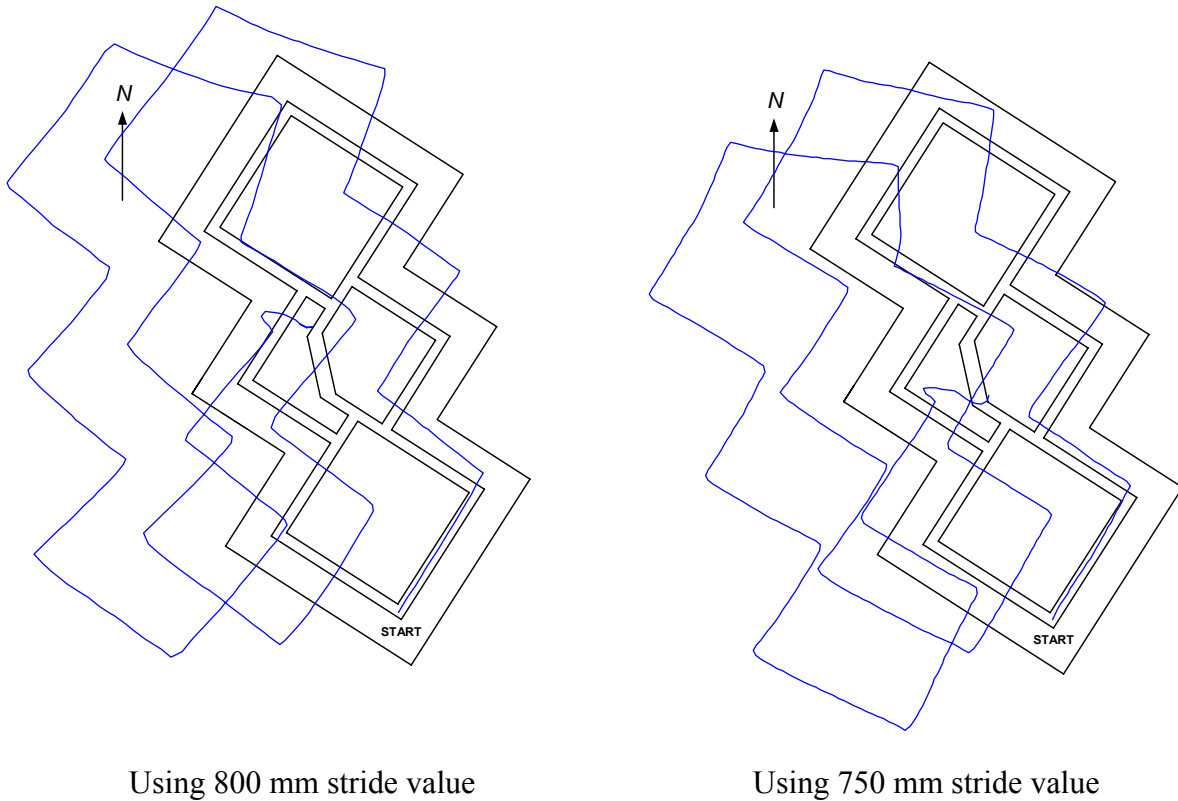 N
START
N
START
Using 800 mm stride value
Using 750 mm stride value